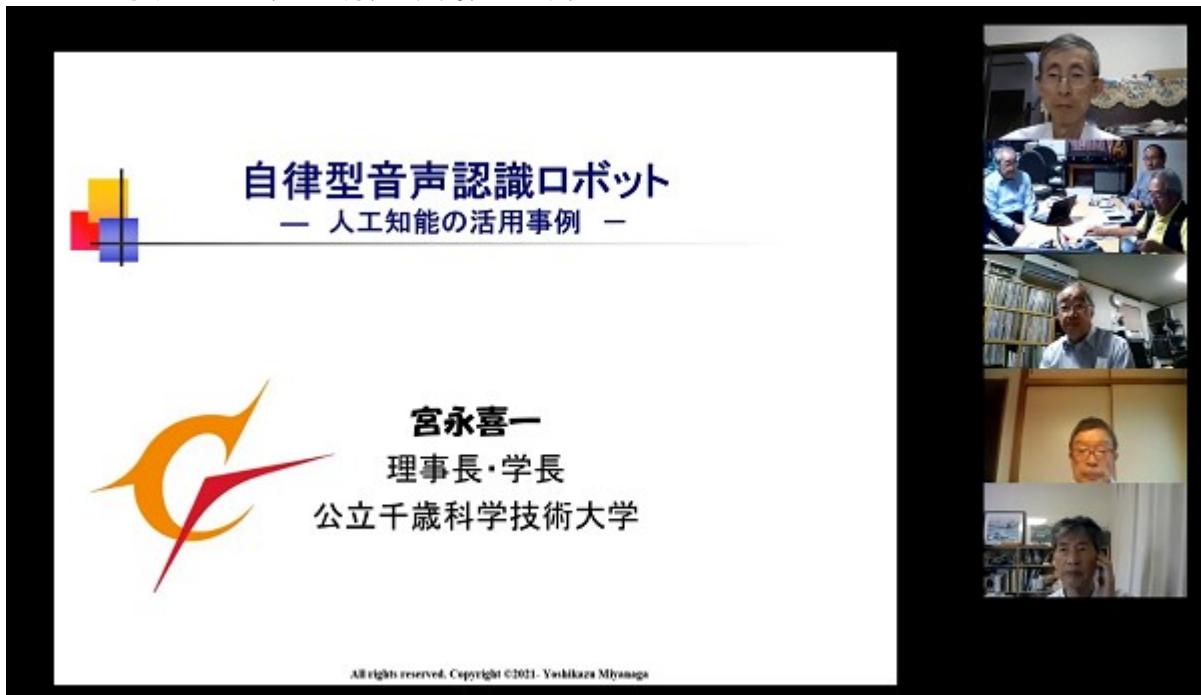 自律型音声認識ロボット
― 人工知能の活用事例 －
宮永喜一
理事長・学長
公立千歳科学技術大学
All rights reserved. Copyright ©2021- Yoshikazu Miyanaga